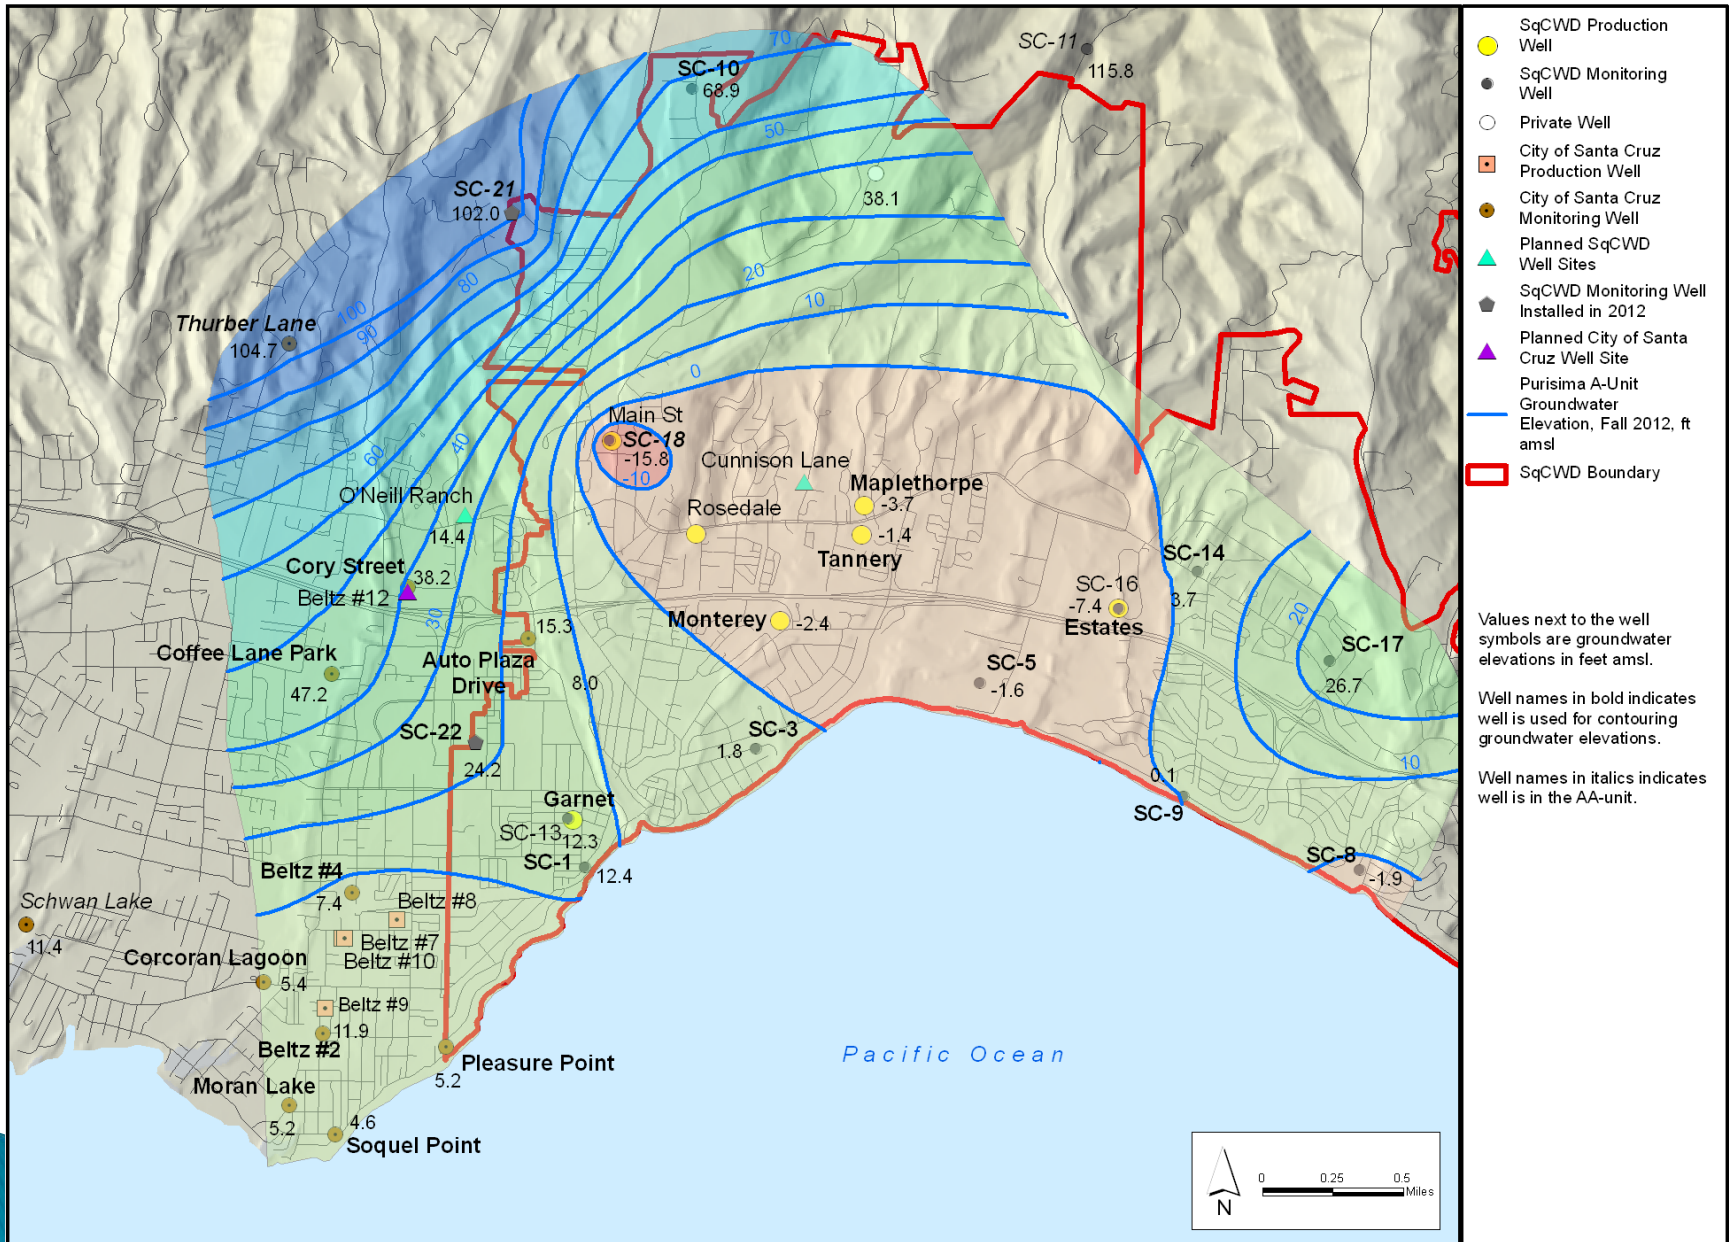 70
SC-11
115.8
SC-10
68.9
50
38.1
SC-21
102.0
20
80
10
100
90
Thurber Lane
104.7
0
Main St
SC-18
-15.8
-10
40
60
Cunnison Lane
Maplethorpe
-3.7
O'Neill Ranch
14.4
Rosedale
-1.4
Tannery
SC-14
3.7
Cory Street
38.2
Beltz #12
30
SC-16
-7.4
Estates
20
Monterey
-2.4
15.3
Coffee Lane Park
47.2
Auto Plaza
Drive
8.0
SC-5
-1.6
SC-17
26.7
SC-22
24.2
SC-3
1.8
10
0.1
SC-9
Garnet
SC-13
12.3
SC-1
12.4
SC-8
-1.9
Beltz #4
7.4
Beltz #8
Schwan Lake
11.4
Beltz #7
Beltz #10
Corcoran Lagoon
5.4
Beltz #9
11.9
Beltz #2
Pleasure Point
5.2
Pacific Ocean
Moran Lake
5.2
4.6
Soquel Point
N
0 0.25 0.5
Miles
SqCWD Production
Well
SqCWD Monitoring
Well
Private Well
City of Santa Cruz
Production Well
City of Santa Cruz
Monitoring Well
Planned SqCWD
Well Sites
SqCWD Monitoring Well
Installed in 2012
Planned City of Santa
Cruz Well Site
Purisima A-Unit
Groundwater
Elevation, Fall 2012, ft
amsl
SqCWD Boundary
Values next to the well
symbols are groundwater
elevations in feet amsl.
Well names in bold indicates
well is used for contouring
groundwater elevations.
Well names in italics indicates
well is in the AA-unit.